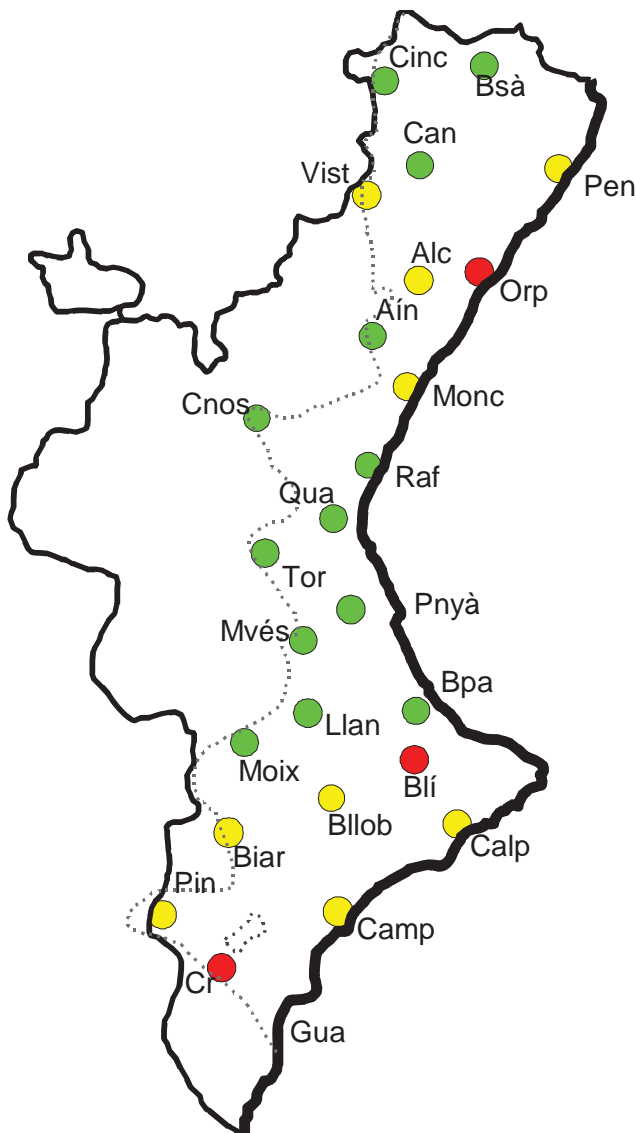 Cinc
Bsà
Can
Vist
Pen
Alc
Orp
Aín
Monc
Cnos
Raf
Qua
Tor
Pnyà
Mvés
Bpa
Llan
Moix
Blí
Bllob
Calp
Biar
Pin
Camp
Cr
Gua